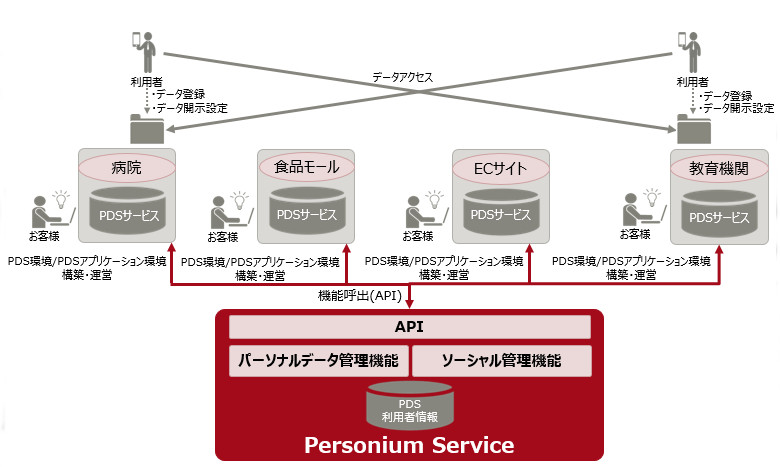 利用者
・データ登録
・データ開示設定
データアクセス
利用者
・データ登録
・データ開示設定
病院
PDSサービス
お客様
食品モール
PDSサービス
お客様
ECサイト
PDSサービス
お客様
教育機関
PDSサービス
お客様
PDS環境/PDSアプリケーション環境
構築・運営
PDS環境/PDSアプリケーション環境
構築・運営
PDS環境/PDSアプリケーション環境
構築・運営
PDS環境/PDSアプリケーション環境
構築・運営
機能呼出(API)
API
パーソナルデータ管理機能
ソーシャル管理機能
PDS
利用者情報
Personium Service